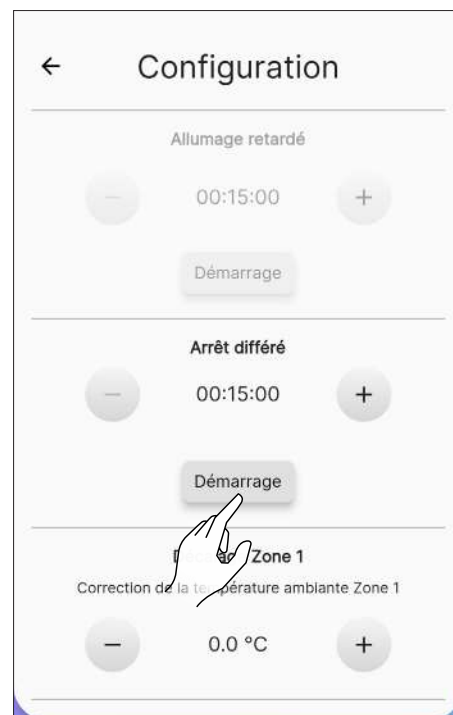 ← Configuration
Allumage retardé
− 00:15:00 +
Démarrage
Arrêt différé
− 00:15:00 +
Démarrage
Zone 1
Correction de la température ambiante Zone 1
− 0.0 °C +